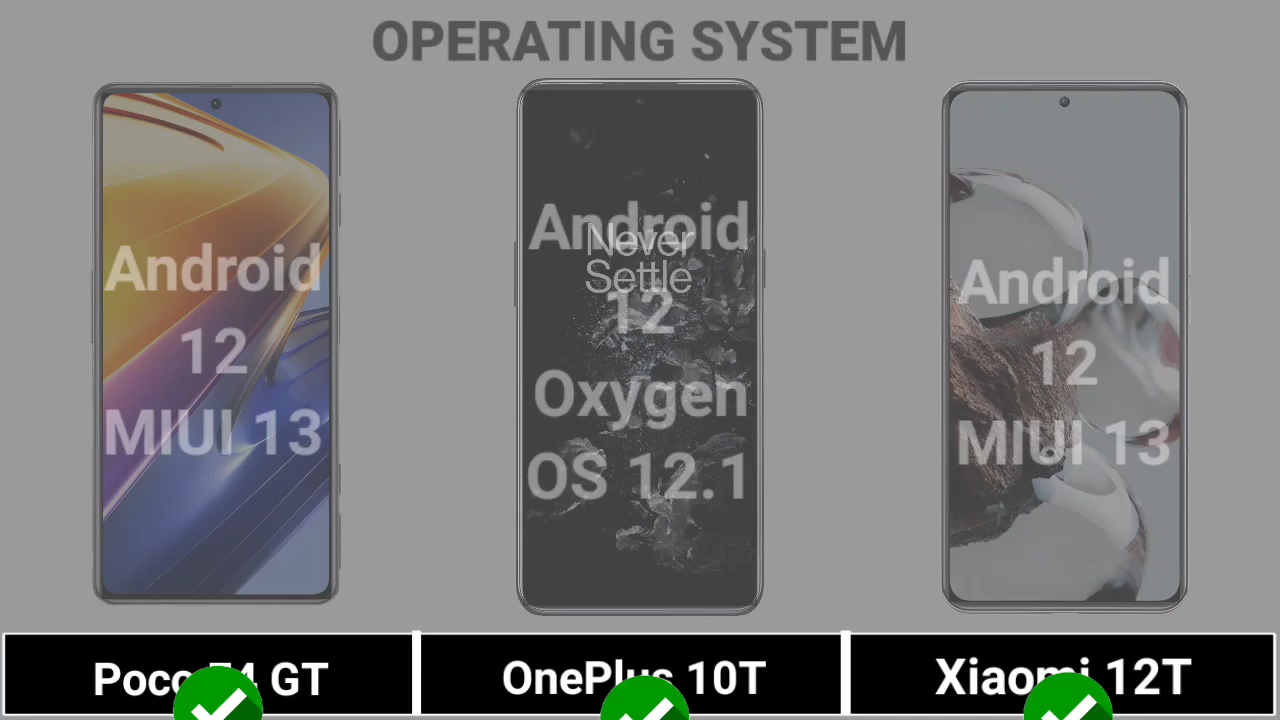 OPERATING SYSTEM
Android
12
MIUI 13
Never
Settle
Android
12
Oxygen
OS 12.1
Android
12
MIUI 13
Poco F4 GT
OnePlus 10T
Xiaomi 12T